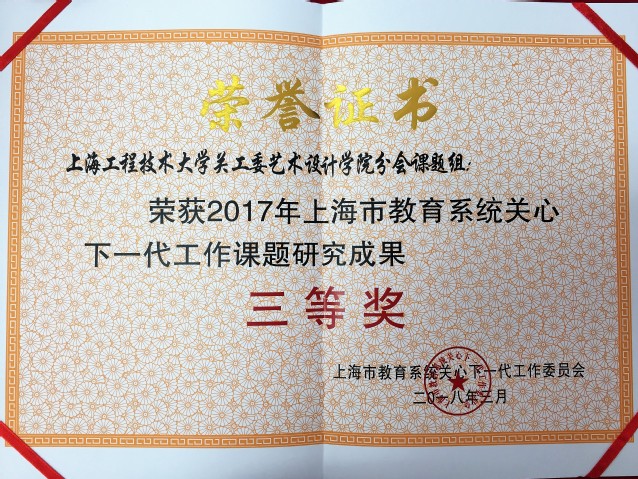 荣誉证书
上海工程技术大学关工委艺术设计学院分会课题组：
荣获2017年上海市教育系统关心
下一代工作课题研究成果
三等奖
上海市教育系统关心下一代工作委员会
二〇一八年三月